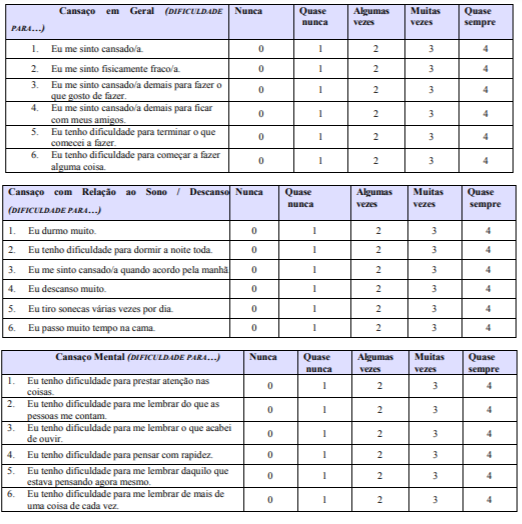 Cansaço em Geral (DIFICULDADE PARA…) Nunca Quase nunca Algumas vezes Muitas vezes Quase sempre
1. Eu me sinto cansado/a. 0 1 2 3 4
2. Eu me sinto fisicamente fraco/a. 0 1 2 3 4
3. Eu me sinto cansado/a demais para fazer o
que gosto de fazer. 0 1 2 3 4
4. Eu me sinto cansado/a demais para ficar
com meus amigos. 0 1 2 3 4
5. Eu tenho dificuldade para terminar o que
comecei a fazer. 0 1 2 3 4
6. Eu tenho dificuldade para começar a fazer
alguma coisa. 0 1 2 3 4
Cansaço com Relação ao Sono / Descanso (DIFICULDADE PARA…) Nunca Quase nunca Algumas vezes Muitas vezes Quase sempre
1. Eu durmo muito. 0 1 2 3 4
2. Eu tenho dificuldade para dormir a noite toda. 0 1 2 3 4
3. Eu me sinto cansado/a quando acordo pela manhã. 0 1 2 3 4
4. Eu descanso muito. 0 1 2 3 4
5. Eu tiro sonecas várias vezes por dia. 0 1 2 3 4
6. Eu passo muito tempo na cama. 0 1 2 3 4
Cansaço Mental (DIFICULDADE PARA…) Nunca Quase nunca Algumas vezes Muitas vezes Quase sempre
1. Eu tenho dificuldade para prestar atenção nas
coisas. 0 1 2 3 4
2. Eu tenho dificuldade para me lembrar do que as
pessoas me contam. 0 1 2 3 4
3. Eu tenho dificuldade para me lembrar o que acabei
de ouvir. 0 1 2 3 4
4. Eu tenho dificuldade para pensar com rapidez. 0 1 2 3 4
5. Eu tenho dificuldade para me lembrar daquilo que
estava pensando agora mesmo. 0 1 2 3 4
6. Eu tenho dificuldade para me lembrar de mais de
uma coisa de cada vez. 0 1 2 3 4